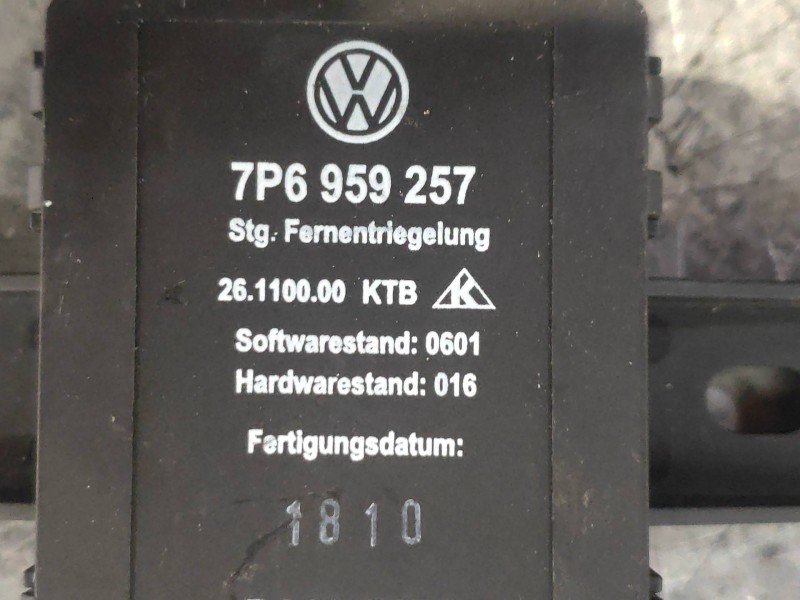 7P6 959 257
Stg. Fernentriegelung
26.1100.00 KTB
Softwarestand: 0601
Hardwarestand: 016
Fertigungsdatum:
1810